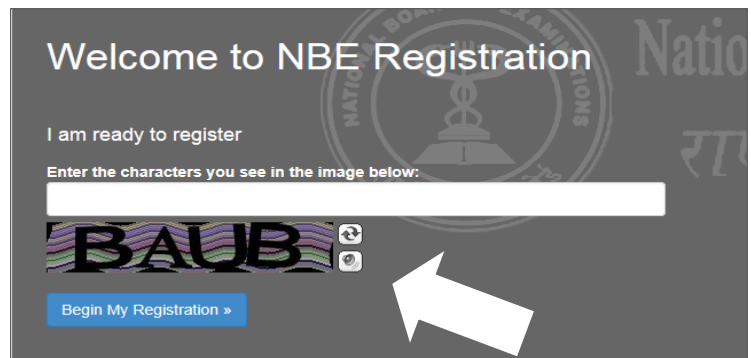 Welcome to NBE Registration
Natio
I am ready to register
Enter the characters you see in the image below:
BAUB
Begin My Registration »